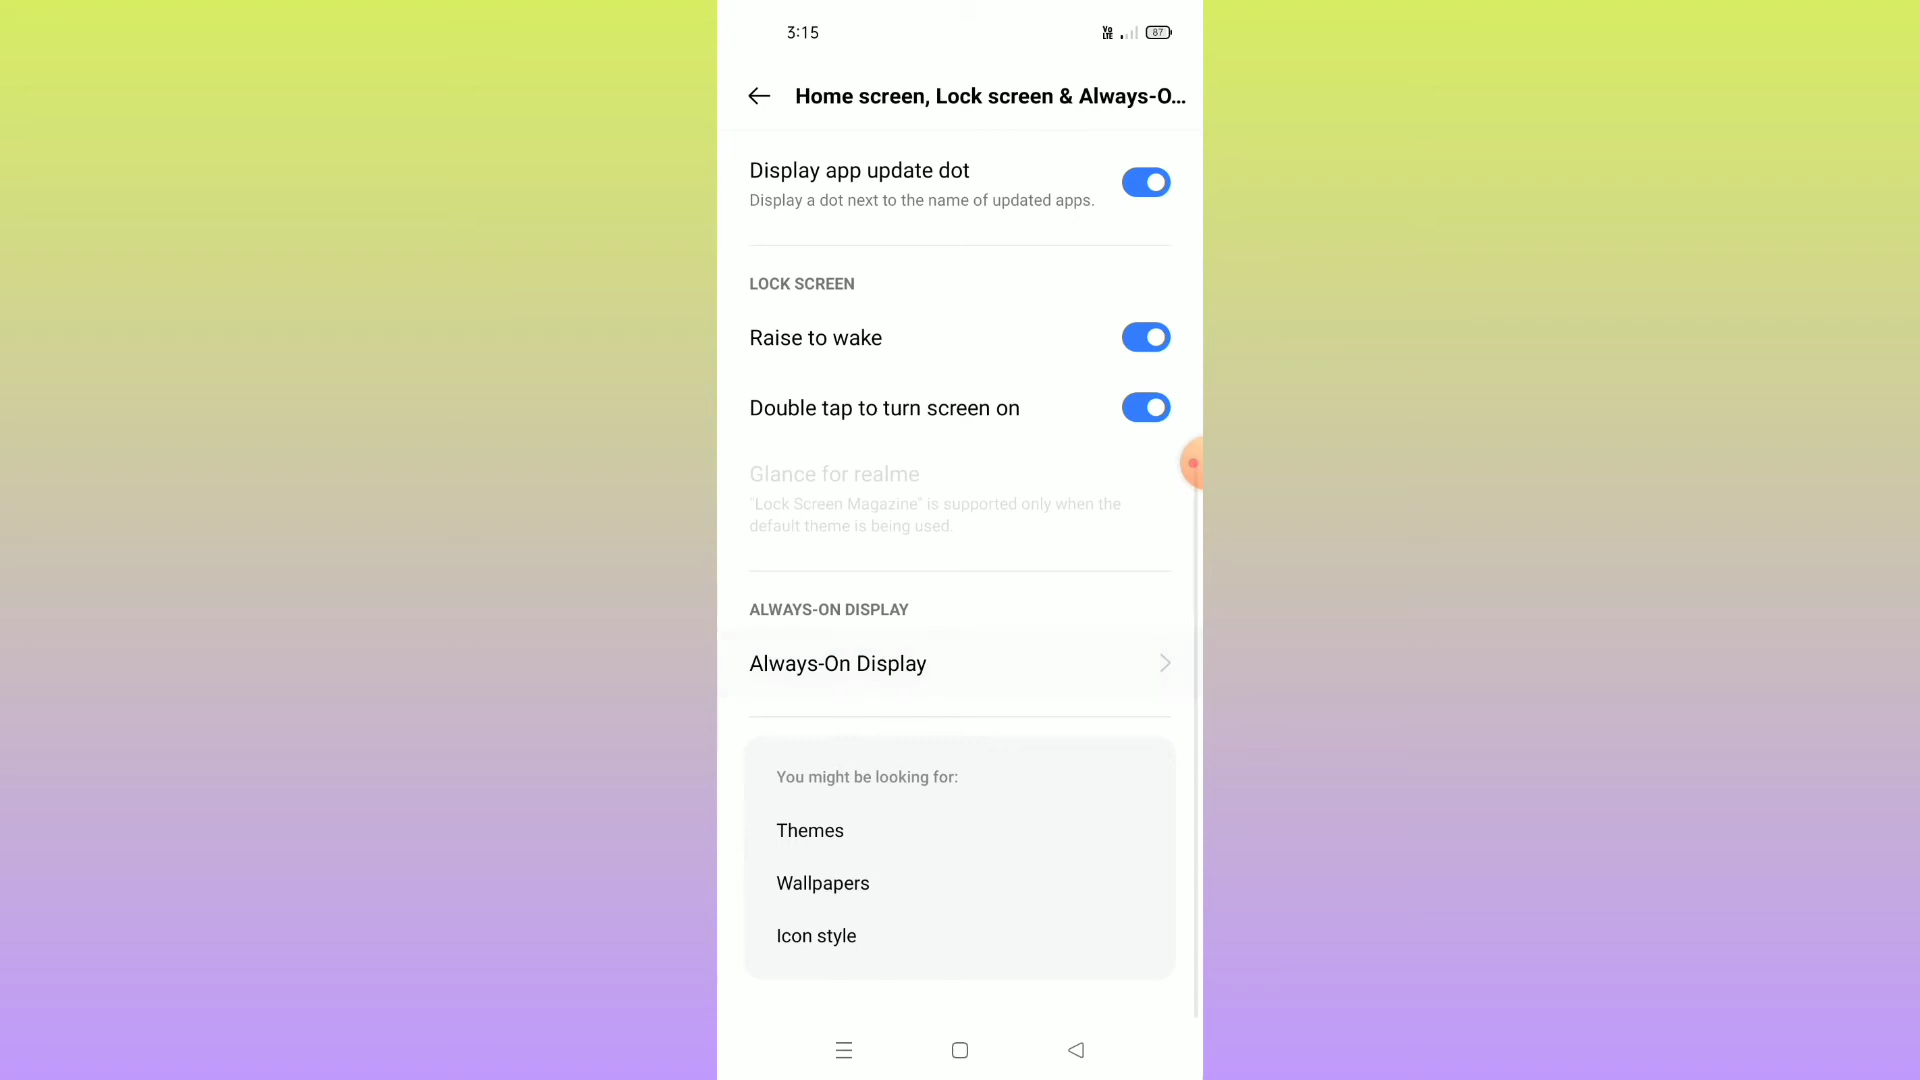 3:15
Vo LTE
87
Home screen, Lock screen & Always-O...
Display app update dot
Display a dot next to the name of updated apps.
LOCK SCREEN
Raise to wake
Double tap to turn screen on
Glance for realme
"Lock Screen Magazine" is supported only when the
default theme is being used.
ALWAYS-ON DISPLAY
Always-On Display
You might be looking for:
Themes
Wallpapers
Icon style